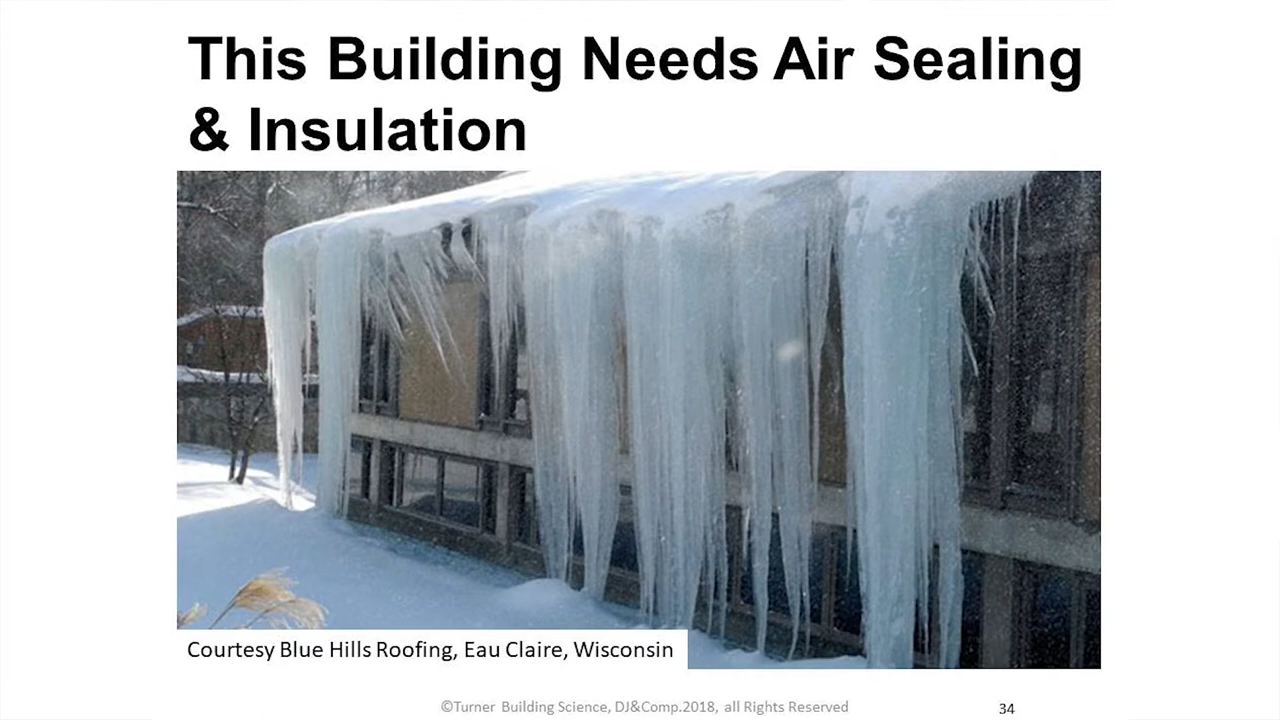 This Building Needs Air Sealing
& Insulation
Courtesy Blue Hills Roofing, Eau Claire, Wisconsin
©Turner Building Science, DJ&Comp.2018, all Rights Reserved
34